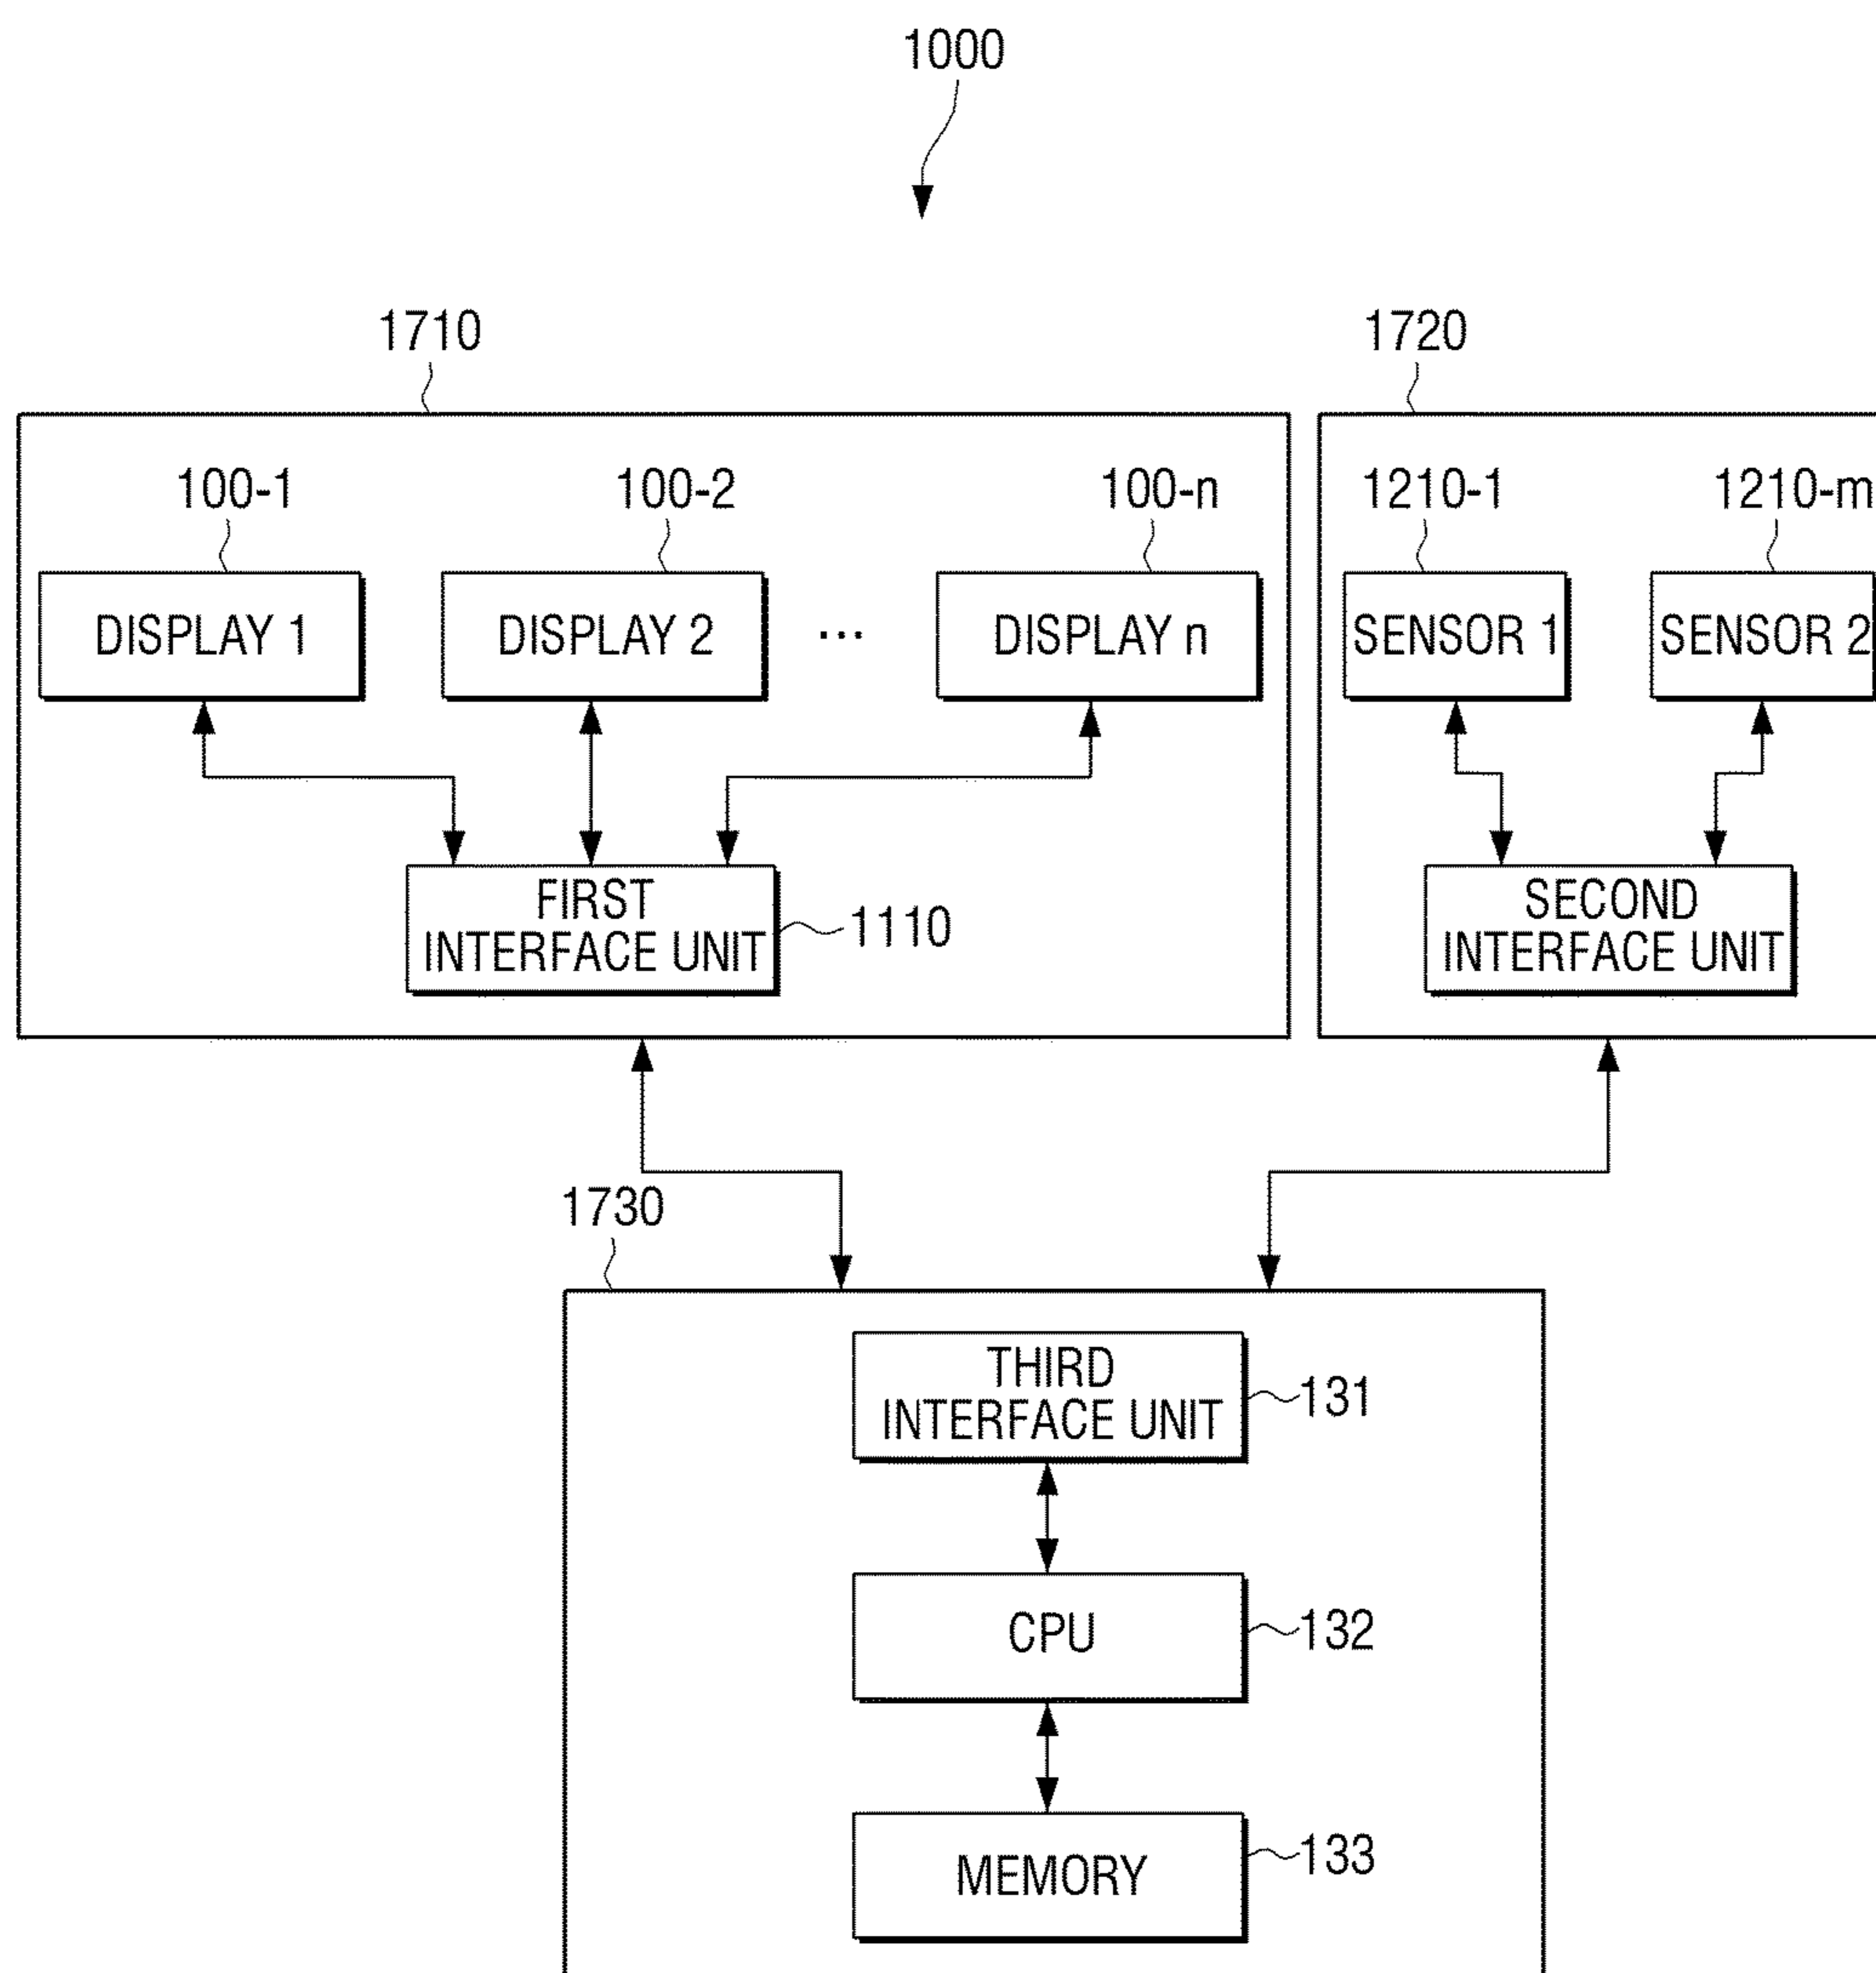 1000
1710
1720
100-1
100-2
100-n
1210-1
1210-m
DISPLAY 1
DISPLAY 2
...
DISPLAY n
SENSOR 1
SENSOR 2
FIRST
INTERFACE UNIT
1110
SECOND
INTERFACE UNIT
1730
THIRD
INTERFACE UNIT
131
CPU
132
MEMORY
133